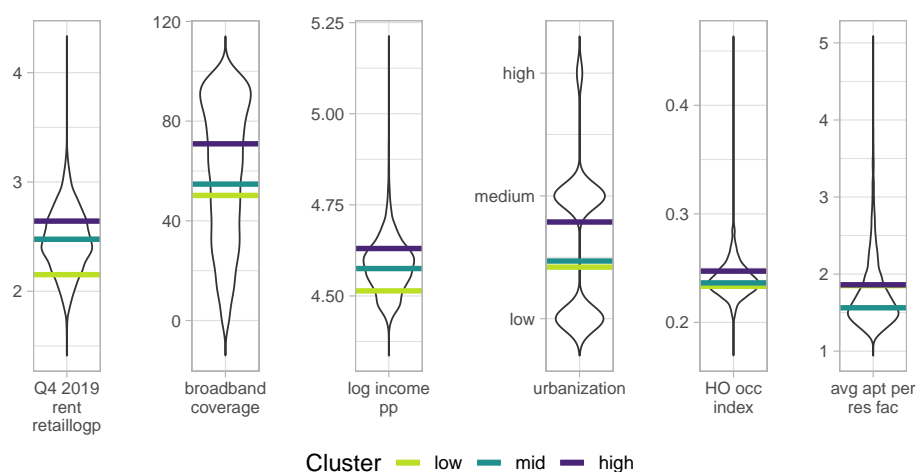 4
3
2
Q4 2019
rent
retaillogp
120
80
40
0
broadband
coverage
5.25
5.00
4.75
4.50
log income
pp
high
medium
low
urbanization
0.4
0.3
0.2
HO occ
index
5
4
3
2
1
avg apt per
res fac
Cluster low mid high